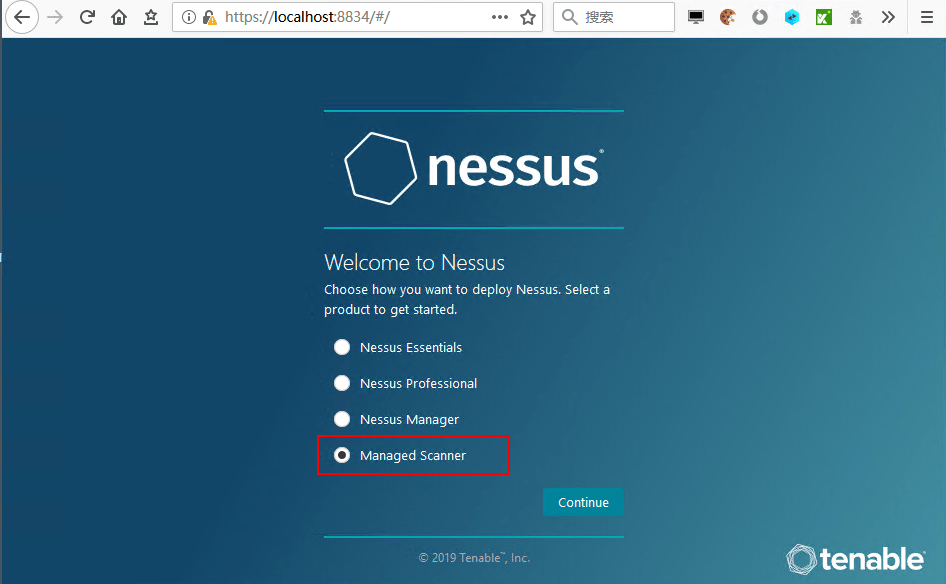 https://localhost:8834/#/
搜索
nessus®
Welcome to Nessus
Choose how you want to deploy Nessus. Select a
product to get started.
Nessus Essentials
Nessus Professional
Nessus Manager
Managed Scanner
Continue
© 2019 Tenable™, Inc.
tenable®